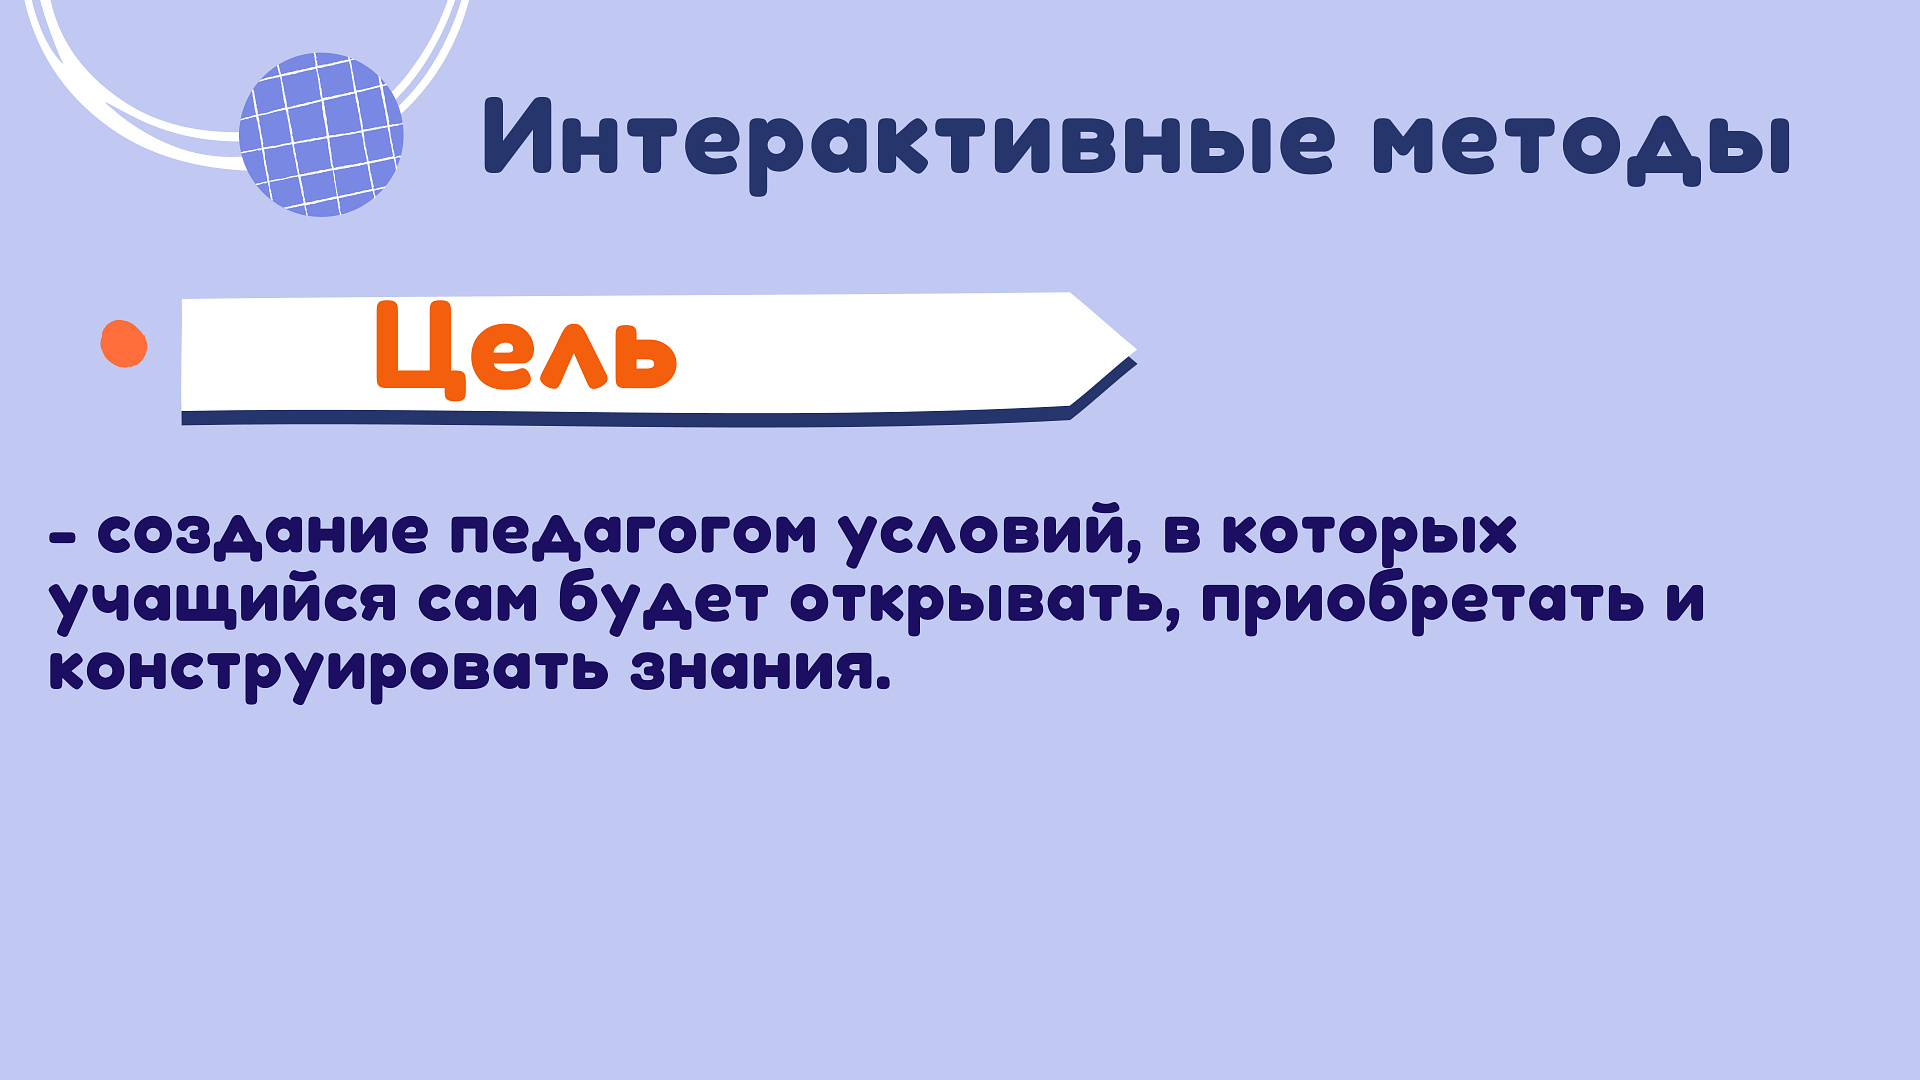 Интерактивные методы
Цель
- создание педагогом условий, в которых
учащийся сам будет открывать, приобретать и
конструировать знания.